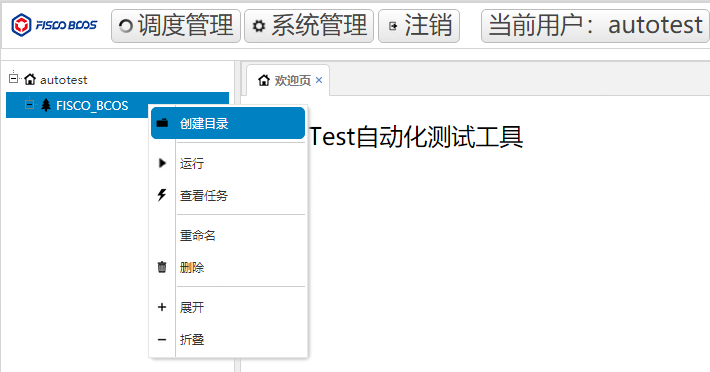 FISCO BCOS 调度管理 系统管理 注销 当前用户：autotest
autotest
欢迎页 ×
FISCO_BCOS
创建目录
Test自动化测试工具
运行
查看任务
重命名
删除
展开
折叠